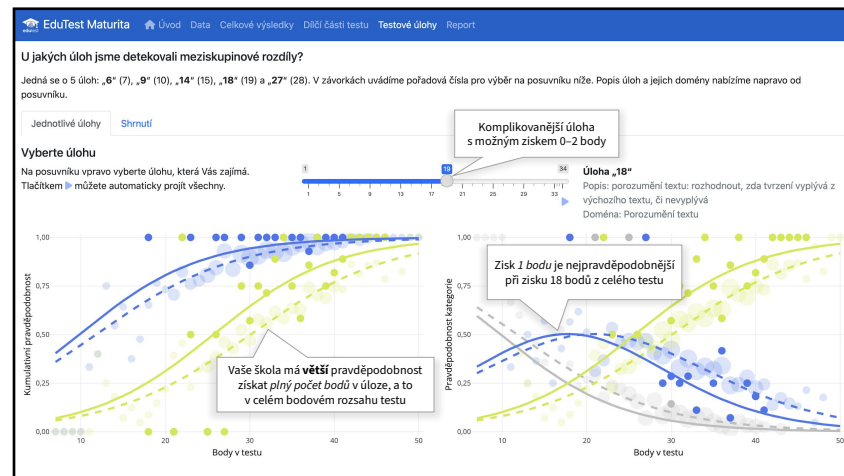 EduTest Maturita Úvod Data Celkové výsledky Dílčí části testu Testové úlohy Report
edutest
U jakých úloh jsme detekovali meziskupinové rozdíly?
Jedná se o 5 úloh: „6“ (7), „9“ (10), „14“ (15), „18“ (19) a „27“ (28). V závorkách uvádíme pořadová čísla pro výběr na posuvníku níže. Popis úloh a jejich domény nabízíme napravo od
posuvníku.
Jednotlivé úlohy Shrnutí
Komplikovanější úloha
s možným ziskem 0–2 body
Vyberte úlohu
Na posuvníku vpravo vyberte úlohu, která Vás zajímá.
Tlačítkem můžete automaticky projít všechny.
1 19 34
1 5 9 13 17 21 25 29 33
Úloha „18“
Popis: porozumění textu: rozhodnout, zda tvrzení vyplývá z
výchozího textu, či nevyplývá
Doména: Porozumění textu
Kumulativní pravděpodobnost
1,00
0,75
0,50
0,25
0,00
10 20 30 40 50
Body v testu
Vaše škola má větší pravděpodobnost
získat plný počet bodů v úloze, a to
v celém bodovém rozsahu testu
Pravděpodobnost kategorie
1,00
0,75
0,50
0,25
0,00
10 20 30 40 50
Body v testu
Zisk 1 bodu je nejpravděpodobnější
při zisku 18 bodů z celého testu